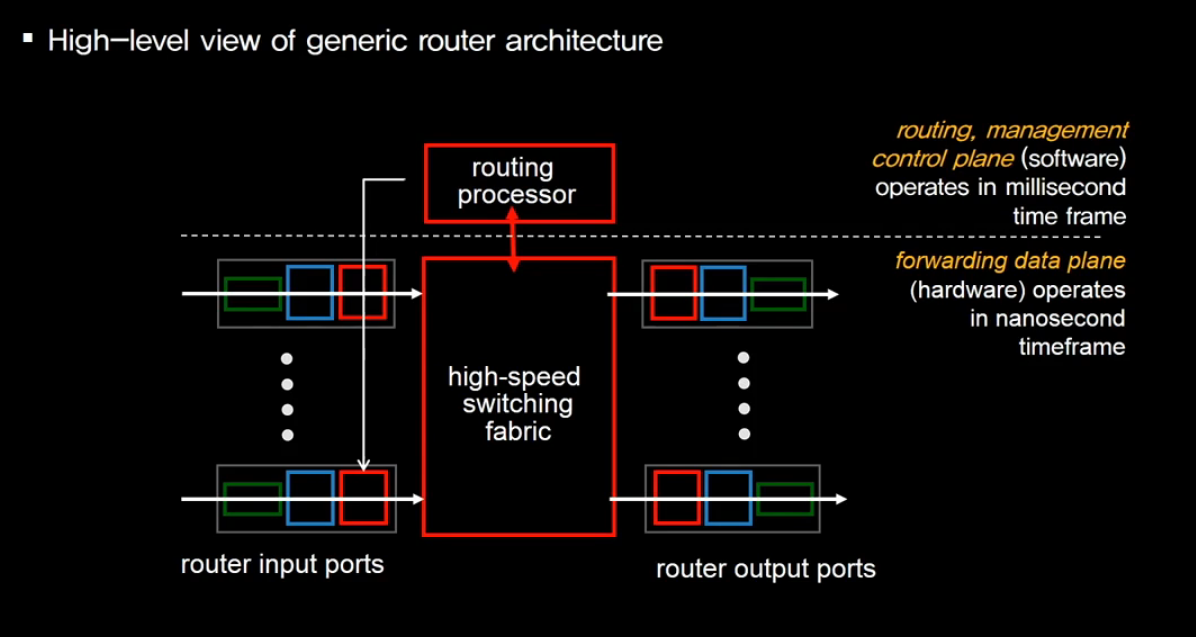 ▪ High-level view of generic router architecture
routing, management
control plane (software)
operates in millisecond
time frame
routing
processor
forwarding data plane
(hardware) operates
in nanosecond
timeframe
high-speed
switching
fabric
router input ports
router output ports